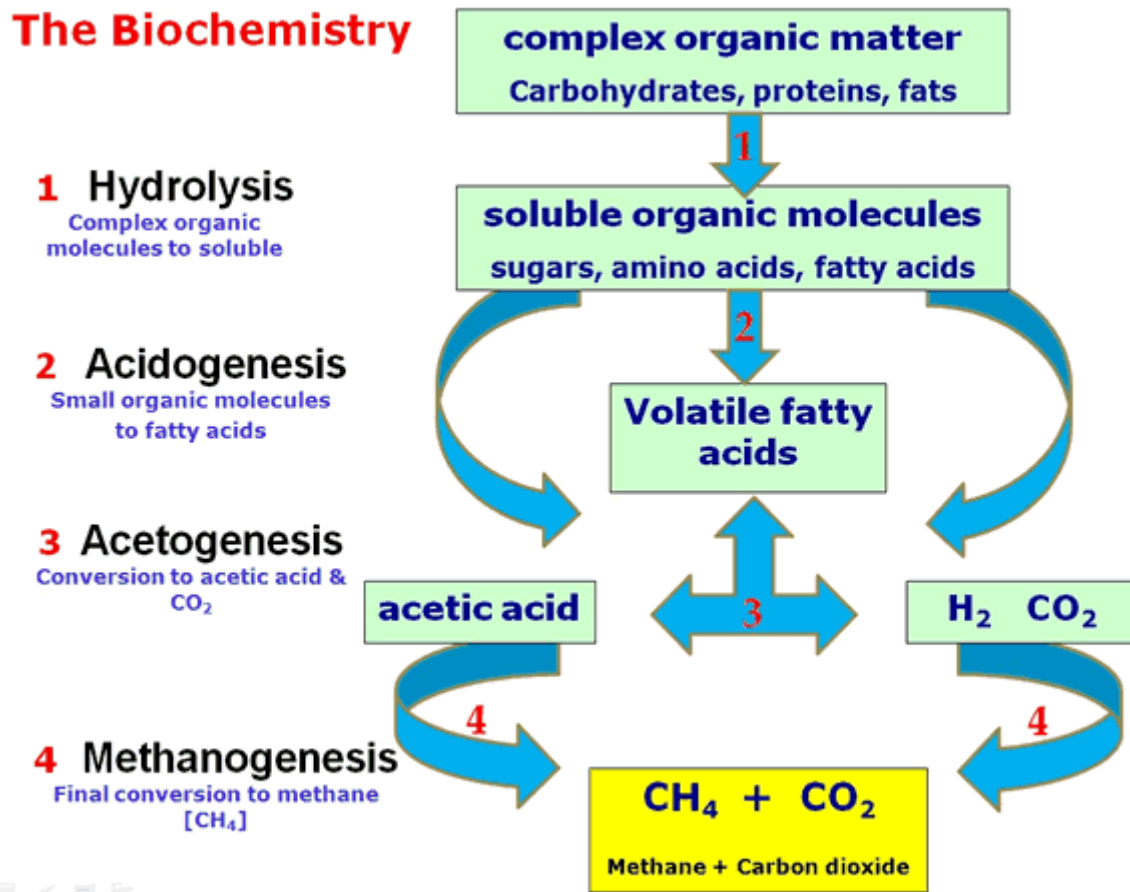 The Biochemistry
complex organic matter
Carbohydrates, proteins, fats
1
1 Hydrolysis
Complex organic
molecules to soluble
soluble organic molecules
sugars, amino acids, fatty acids
2
2 Acidogenesis
Small organic molecules
to fatty acids
Volatile fatty
acids
3 Acetogenesis
Conversion to acetic acid &
CO₂
acetic acid
3
H₂ CO₂
4
4
4 Methanogenesis
Final conversion to methane
[CH₄]
CH₄ + CO₂
Methane + Carbon dioxide